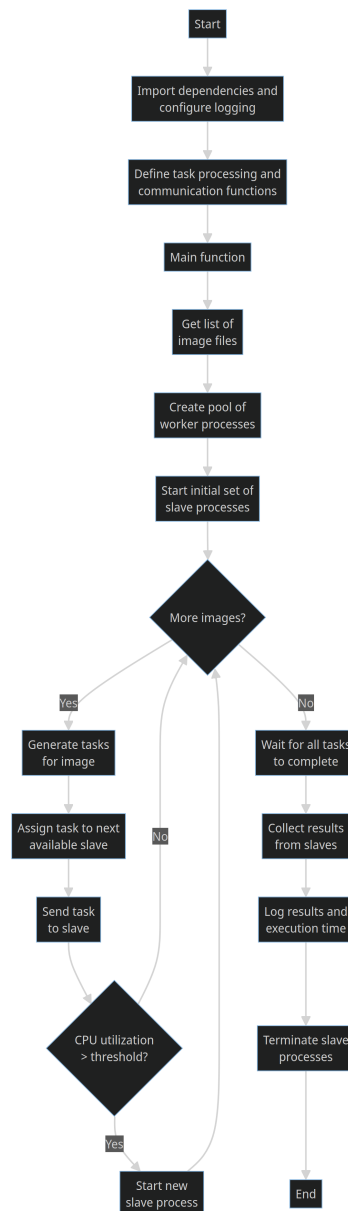 Start
Import dependencies and
configure logging
Define task processing and
communication functions
Main function
Get list of
image files
Create pool of
worker processes
Start initial set of
slave processes
More images?
Yes
No
Generate tasks
for image
Wait for all tasks
to complete
Assign task to next
available slave
Collect results
from slaves
No
Send task
to slave
Log results and
execution time
CPU utilization
> threshold?
Terminate slave
processes
Yes
Start new
slave process
End